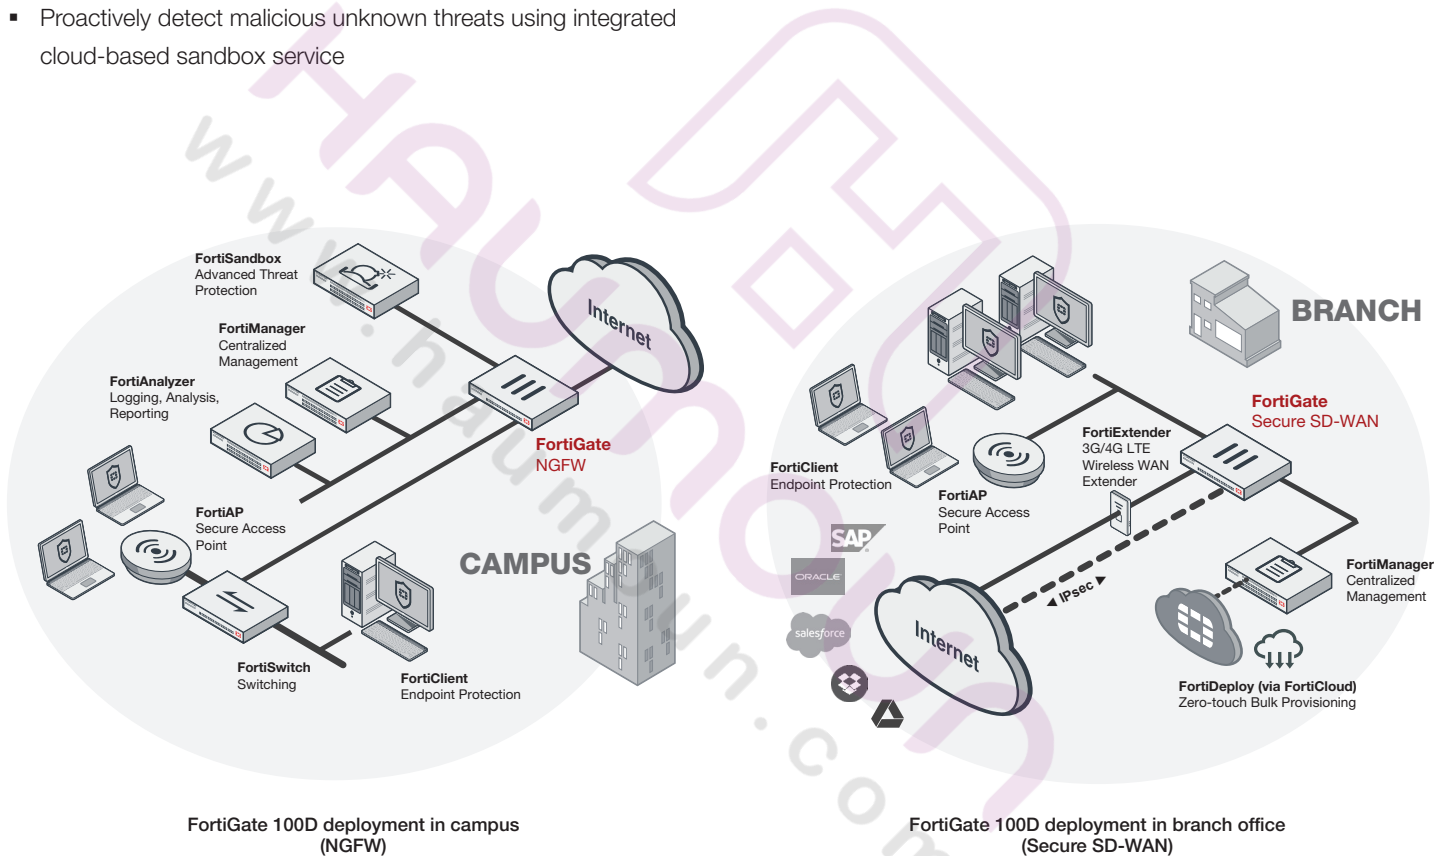 ▪ Proactively detect malicious unknown threats using integrated
cloud-based sandbox service
FortiSandbox
Advanced Threat
Protection
FortiManager
Centralized
Management
FortiAnalyzer
Logging, Analysis,
Reporting
Internet
FortiGate
NGFW
FortiAP
Secure Access
Point
CAMPUS
FortiSwitch
Switching
FortiClient
Endpoint Protection
FortiGate 100D deployment in campus
(NGFW)
BRANCH
FortiGate
Secure SD-WAN
FortiExtender
3G/4G LTE
Wireless WAN
Extender
FortiClient
Endpoint Protection
FortiAP
Secure Access
Point
SAP
ORACLE
salesforce
Internet
◄ IPsec ►
FortiManager
Centralized
Management
FortiDeploy (via FortiCloud)
Zero-touch Bulk Provisioning
FortiGate 100D deployment in branch office
(Secure SD-WAN)
HAUMOUN
www.haumoun.com